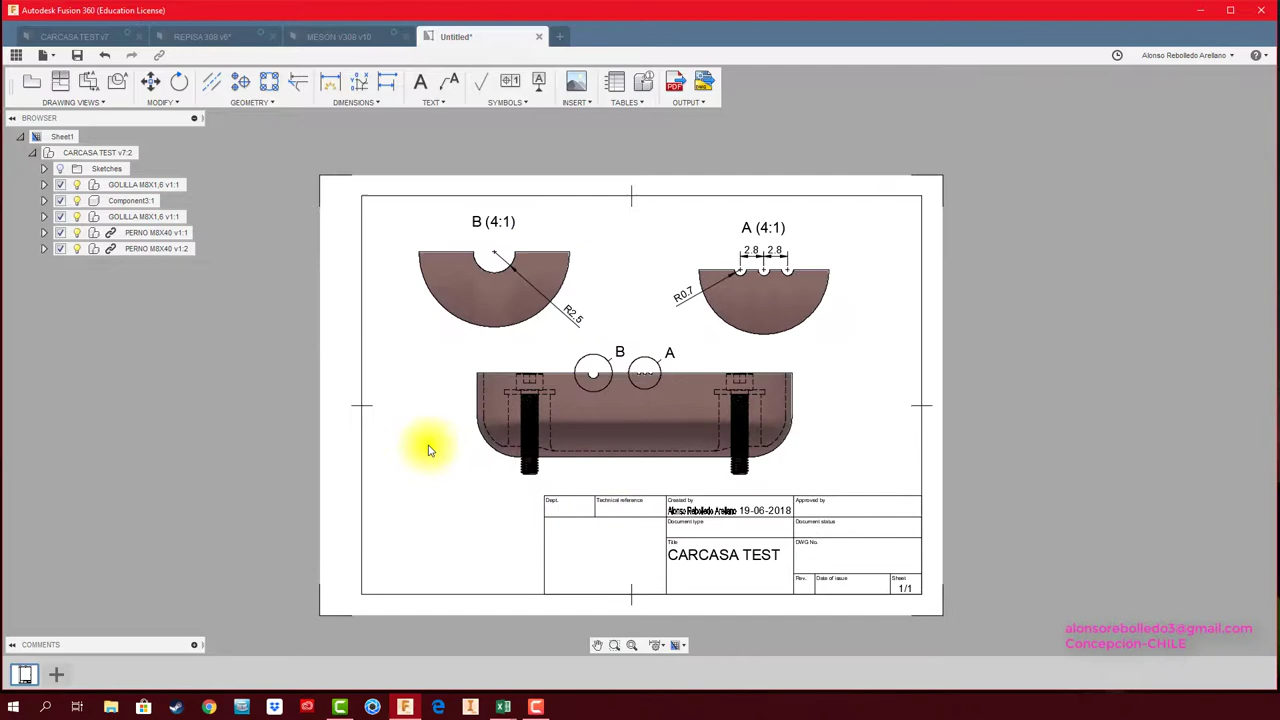 Autodesk Fusion 360 (Education License)
CARCASA TEST v7
REPISA 308 v6*
MESON V308 v10
Untitled*
Alonso Rebolledo Arellano
DRAWING VIEWS
MODIFY
GEOMETRY
DIMENSIONS
TEXT
SYMBOLS
INSERT
TABLES
OUTPUT
BROWSER
Sheet1
CARCASA TEST v7:2
Sketches
GOLILLA M8X1,6 v1:1
Component3:1
GOLILLA M8X1,6 v1:1
PERNO M8X40 v1:1
PERNO M8X40 v1:2
B (4:1)
A (4:1)
2.8 2.8
R0.7
R2.5
B
A
Dept.
Technical reference
Created by
Approved by
Alonso Rebolledo Arellano 19-06-2018
Document type
Document status
Title
DWG No.
CARCASA TEST
Rev.
Date of issue
Sheet
1/1
alonsorebolledo3@gmail.com
Concepcion-CHILE
COMMENTS